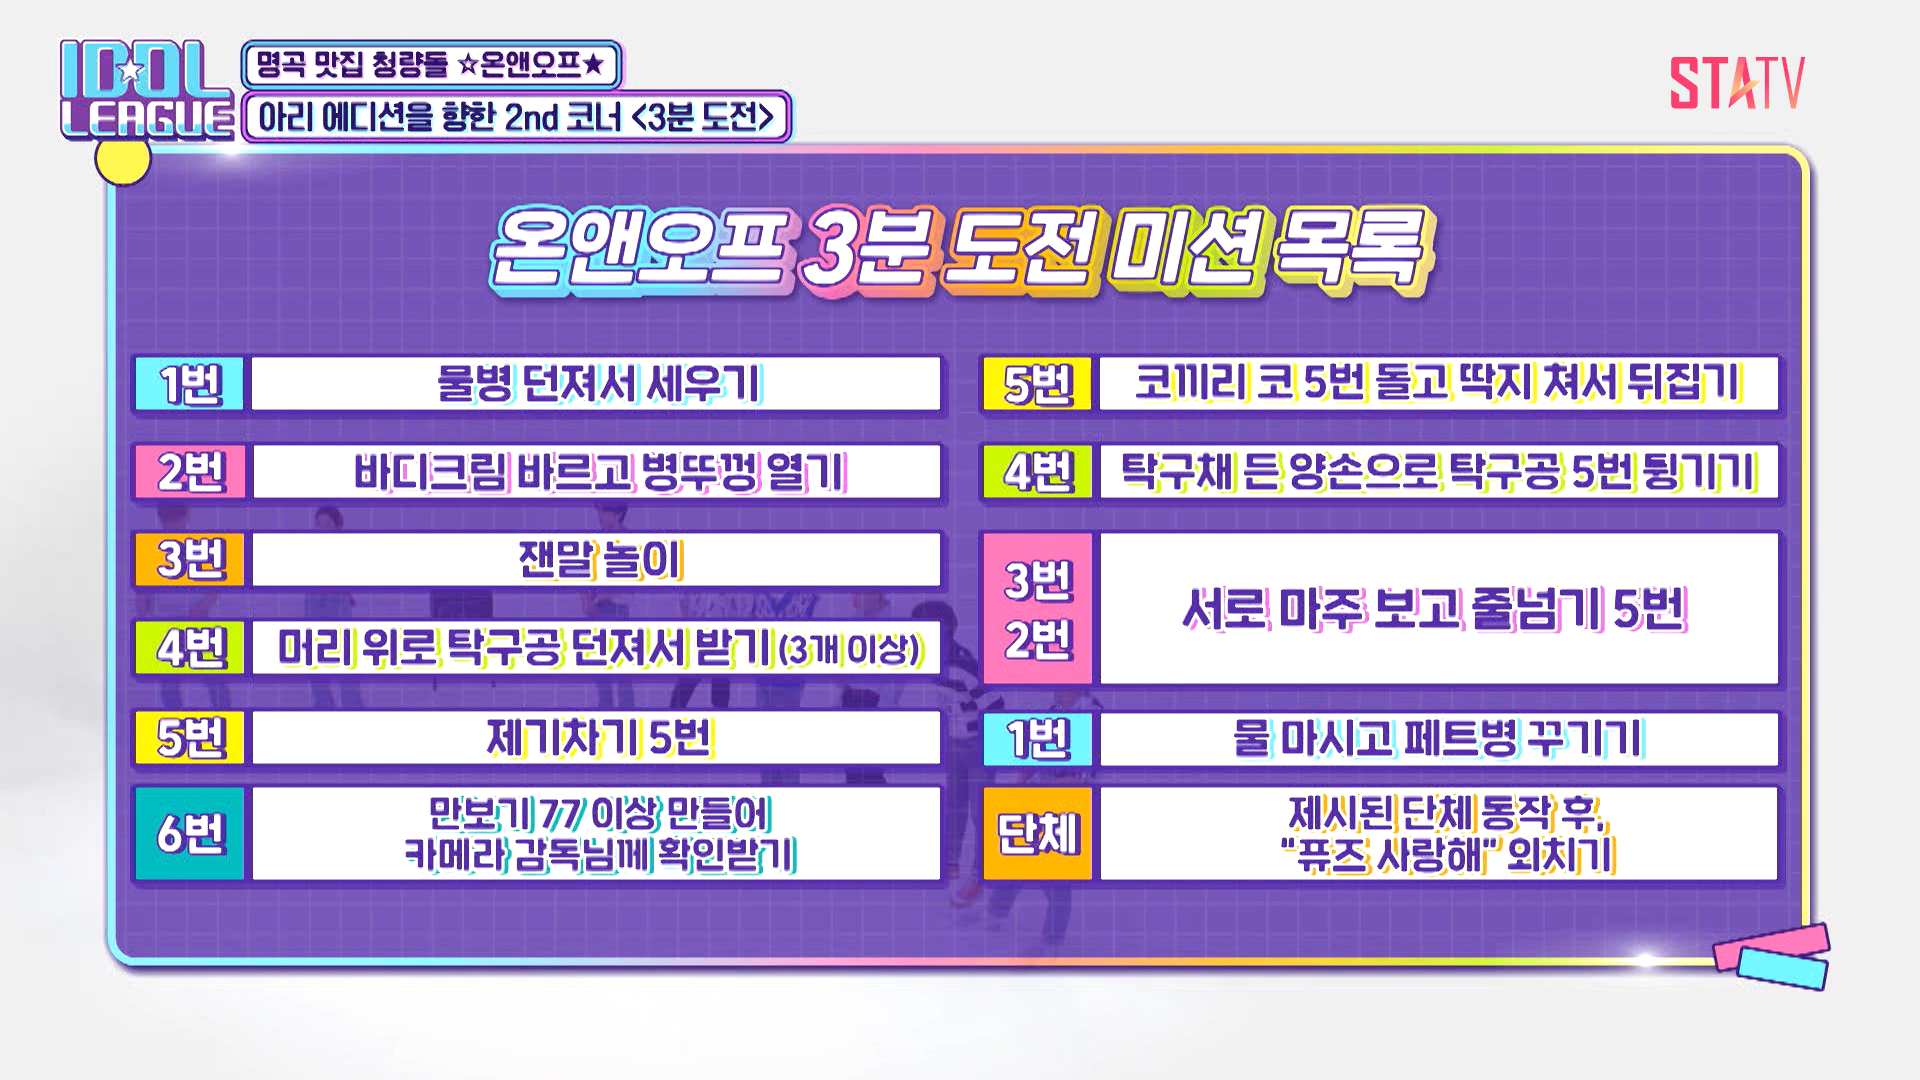 IDOL
LEAGUE
명곡 맛집 청량돌 ☆온앤오프★
아리 에디션을 향한 2nd 코너 <3분 도전>
STATV
온앤오프 3분 도전 미션 목록
1번 물병 던져서 세우기
2번 바디크림 바르고 병뚜껑 열기
3번 잰말 놀이
4번 머리 위로 탁구공 던져서 받기 (3개 이상)
5번 제기차기 5번
6번 만보기 77 이상 만들어
카메라 감독님께 확인받기
5번 코끼리 코 5번 돌고 딱지 쳐서 뒤집기
4번 탁구채 든 양손으로 탁구공 5번 튕기기
3번
2번
서로 마주 보고 줄넘기 5번
1번 물 마시고 페트병 꾸기기
단체 제시된 단체 동작 후,
"퓨즈 사랑해" 외치기